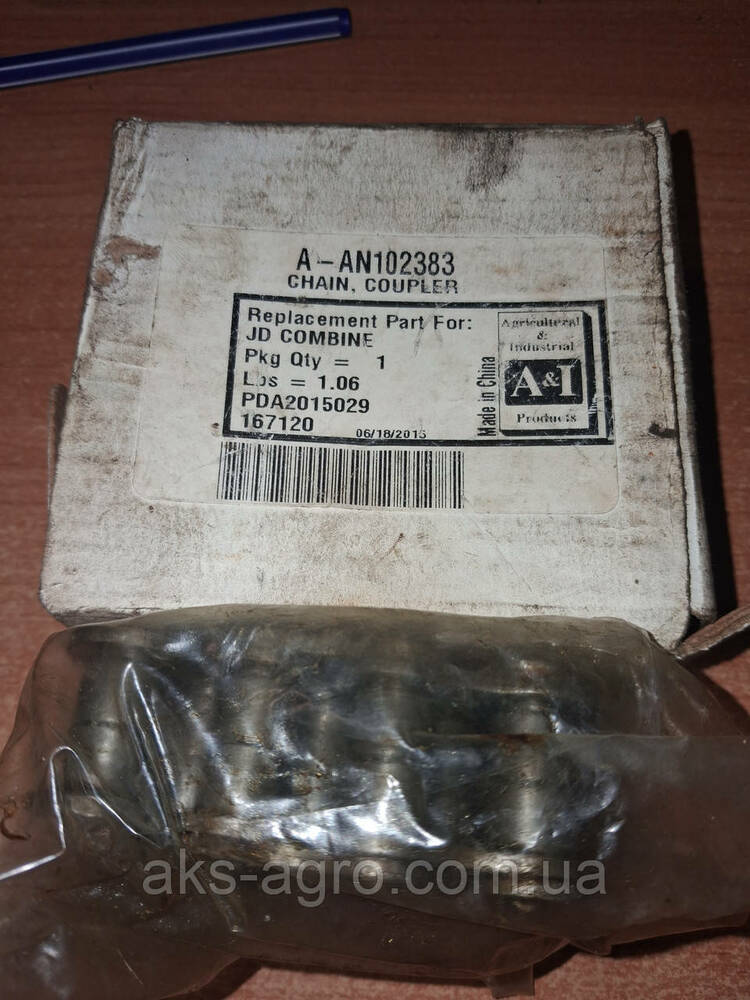 A-AN102383
CHAIN, COUPLER
Replacement Part For:
JD COMBINE
Pkg Qty = 1
Lbs = 1.06
PDA2015029
167120
06/18/2015
Made in China
Agricultural
&
Industrial
A&I
Products
aks-agro.com.ua